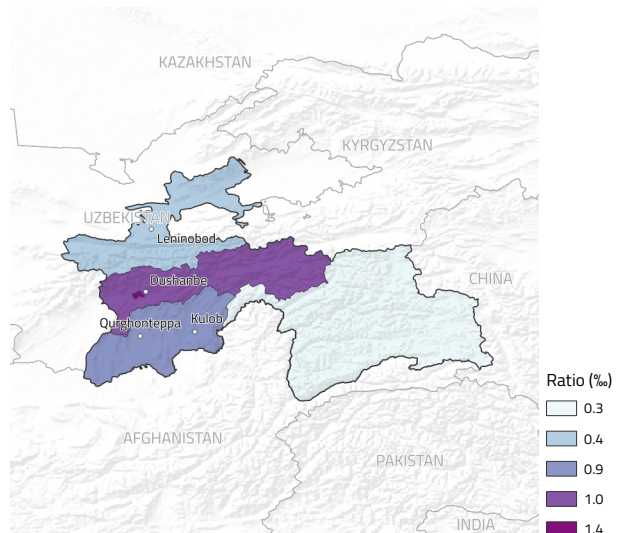 KAZAKHSTAN
KYRGYZSTAN
UZBEKISTAN
Leninobod
Dushanbe
CHINA
Qurghonteppa
Kulob
AFGHANISTAN
PAKISTAN
INDIA
Ratio (‰)
0.3
0.4
0.9
1.0
1.4